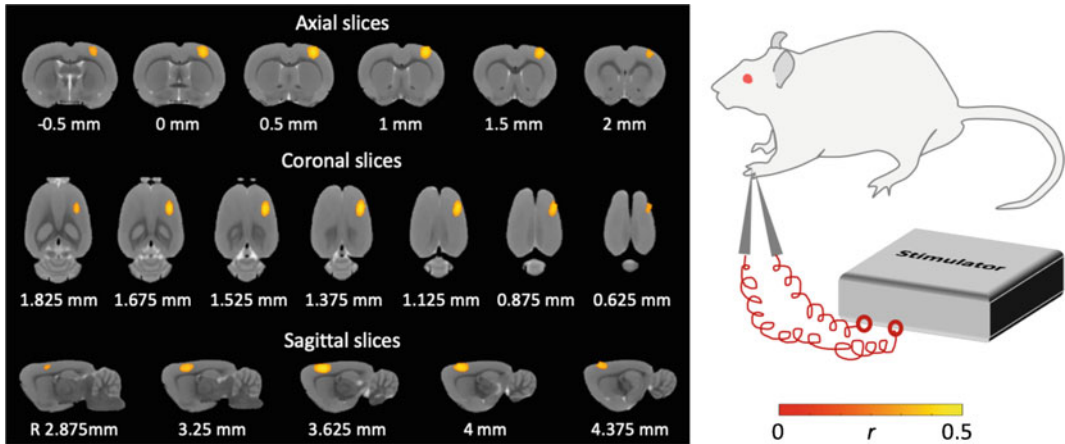 Axial slices
-0.5 mm 0 mm 0.5 mm 1 mm 1.5 mm 2 mm
Coronal slices
1.825 mm 1.675 mm 1.525 mm 1.375 mm 1.125 mm 0.875 mm 0.625 mm
Sagittal slices
R 2.875mm 3.25 mm 3.625 mm 4 mm 4.375 mm
Stimulator
0 r 0.5